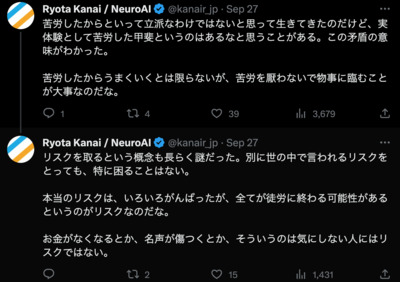 Ryota Kanai / NeuroAI @kanair_jp · Sep 27
苦労したからといって立派なわけではないと思って生きてきたのだけど、実
体験として苦労した甲斐というのはあるなと思うことがある。この矛盾の意
味がわかった。
苦労したからうまくいくとは限らないが、苦労を厭わないで物事に臨むこと
が大事なのだな。
1 4 39 3,679
Ryota Kanai / NeuroAI @kanair_jp · Sep 27
リスクを取るという概念も長らく謎だった。別に世の中で言われるリスクを
とっても、特に困ることはない。
本当のリスクは、いろいろがんばったが、全てが徒労に終わる可能性がある
というのがリスクなのだな。
お金がなくなるとか、名声が傷つくとか、そういうのは気にしない人にはリ
スクではない。
2 15 1,431